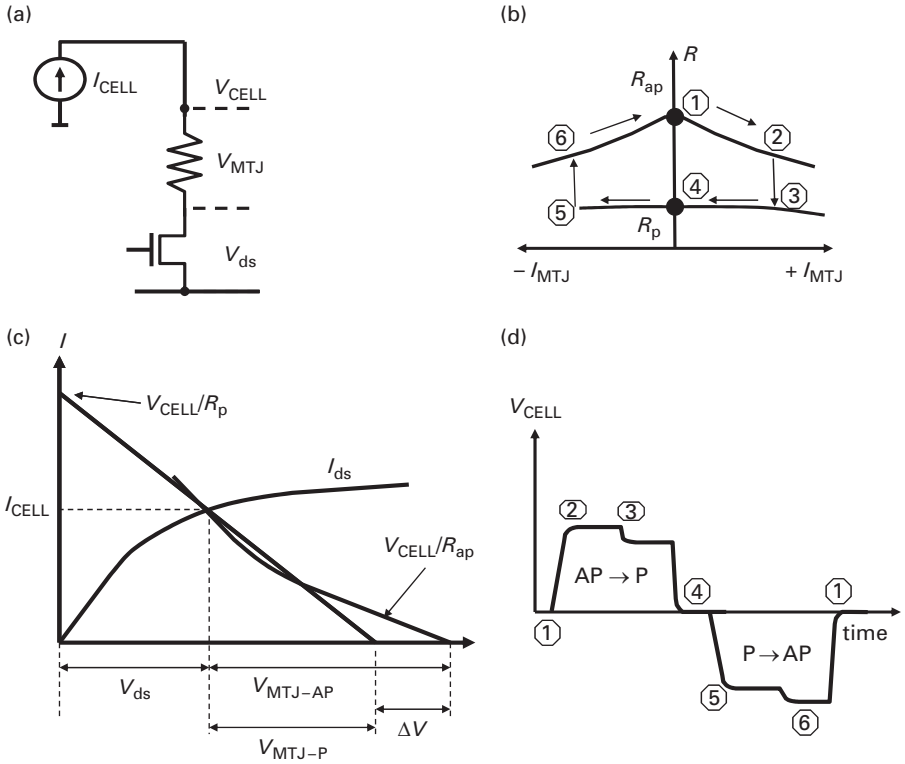 (a)
I_CELL
V_CELL
V_MTJ
V_ds
(b)
R
R_ap
1
2
6
4
3
5
R_p
− I_MTJ
+ I_MTJ
(c)
I
V_CELL/R_p
I_ds
I_CELL
V_CELL/R_ap
V_ds
V_MTJ−AP
ΔV
V_MTJ−P
(d)
V_CELL
2
3
AP → P
4
1
1
time
P → AP
5
6